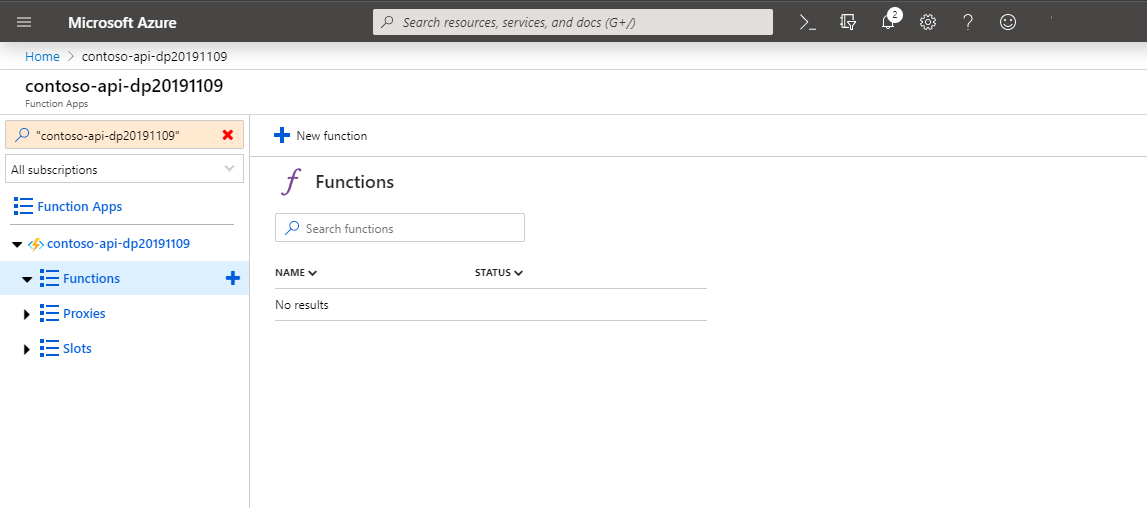 Microsoft Azure
Search resources, services, and docs (G+/)
2
Home > contoso-api-dp20191109
contoso-api-dp20191109
Function Apps
"contoso-api-dp20191109"
All subscriptions
Function Apps
contoso-api-dp20191109
Functions
Proxies
Slots
New function
Functions
Search functions
NAME STATUS
No results